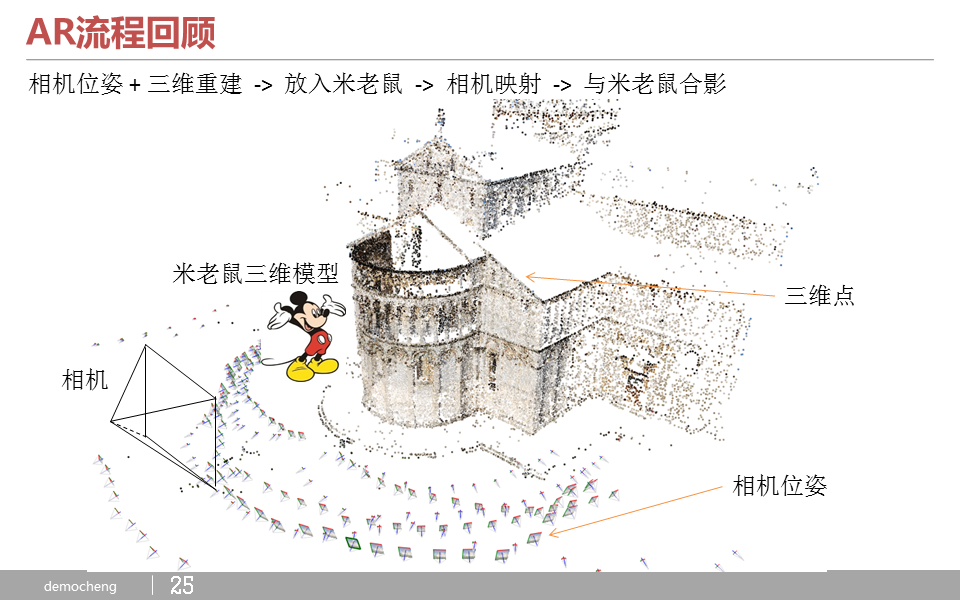 AR流程回顾
相机位姿 + 三维重建 -> 放入米老鼠 -> 相机映射 -> 与米老鼠合影
米老鼠三维模型
三维点
相机
相机位姿
democheng
25